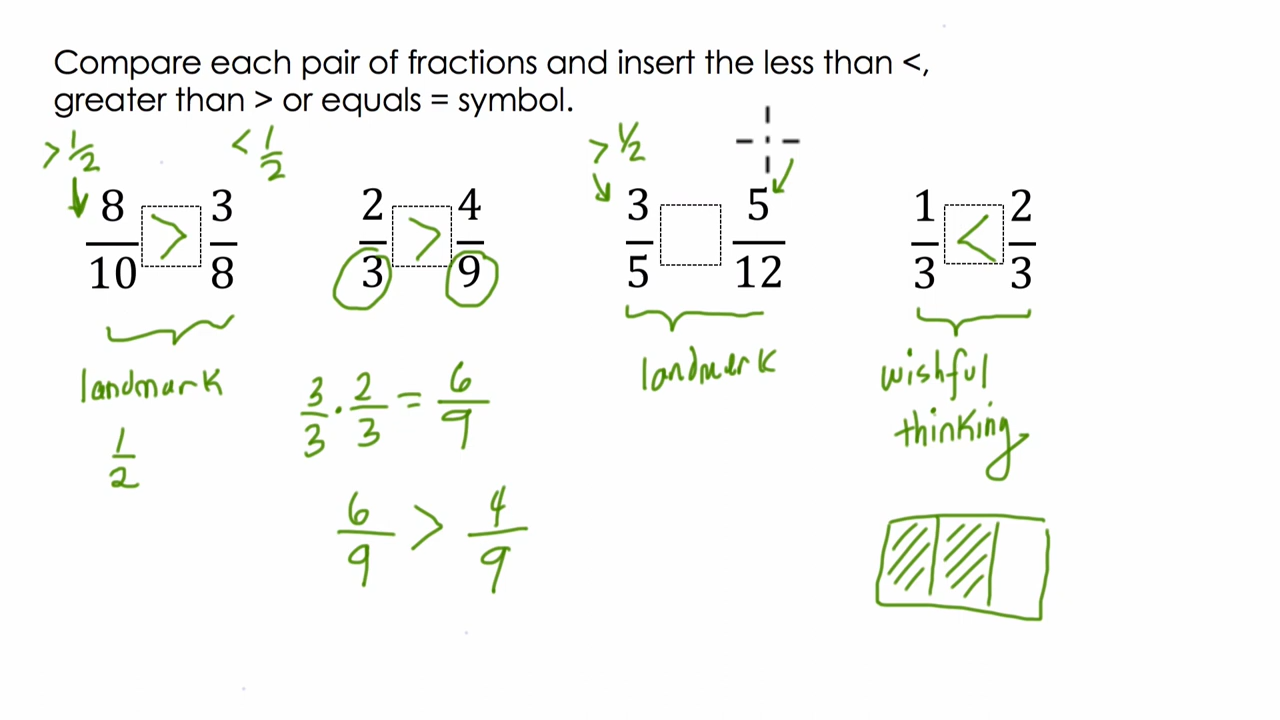 Compare each pair of fractions and insert the less than <,
greater than > or equals = symbol.
> 1/2 < 1/2 > 1/2
8/10 > 3/8 2/3 > 4/9 3/5 5/12 1/3 < 2/3
landmark
1/2
3/3 · 2/3 = 6/9
6/9 > 4/9
landmark
wishful
thinking